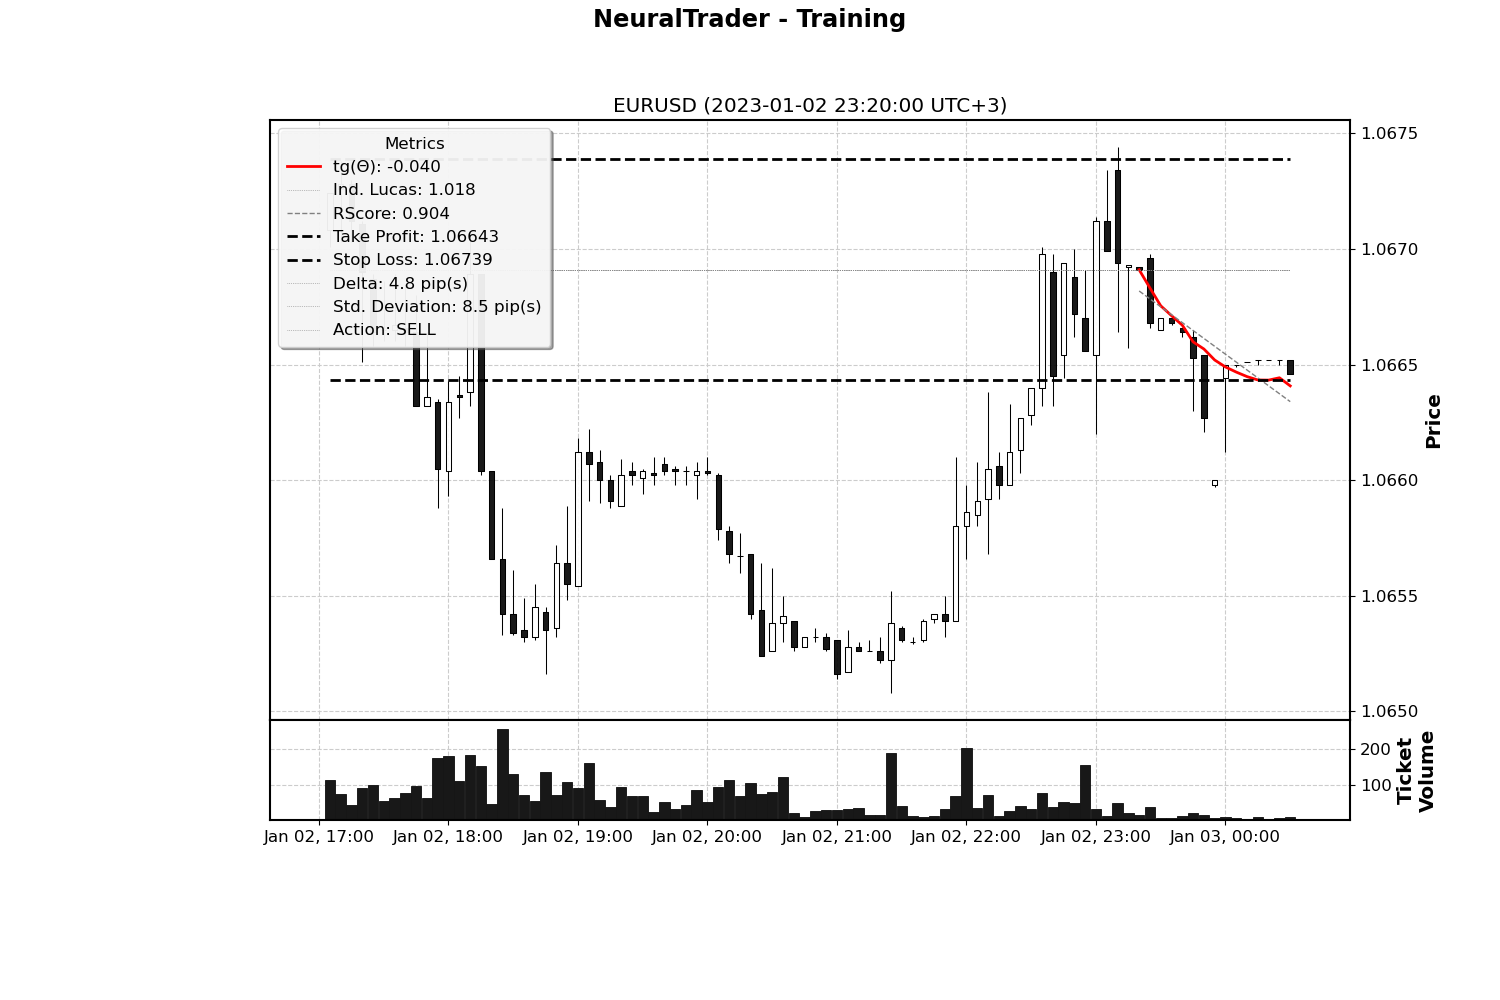 NeuralTrader - Training
EURUSD (2023-01-02 23:20:00 UTC+3)
Metrics
tg(Θ): -0.040
Ind. Lucas: 1.018
RScore: 0.904
Take Profit: 1.06643
Stop Loss: 1.06739
Delta: 4.8 pip(s)
Std. Deviation: 8.5 pip(s)
Action: SELL
1.0675
1.0670
1.0665
1.0660
1.0655
1.0650
Price
200
100
Ticket
Volume
Jan 02, 17:00 Jan 02, 18:00 Jan 02, 19:00 Jan 02, 20:00 Jan 02, 21:00 Jan 02, 22:00 Jan 02, 23:00 Jan 03, 00:00